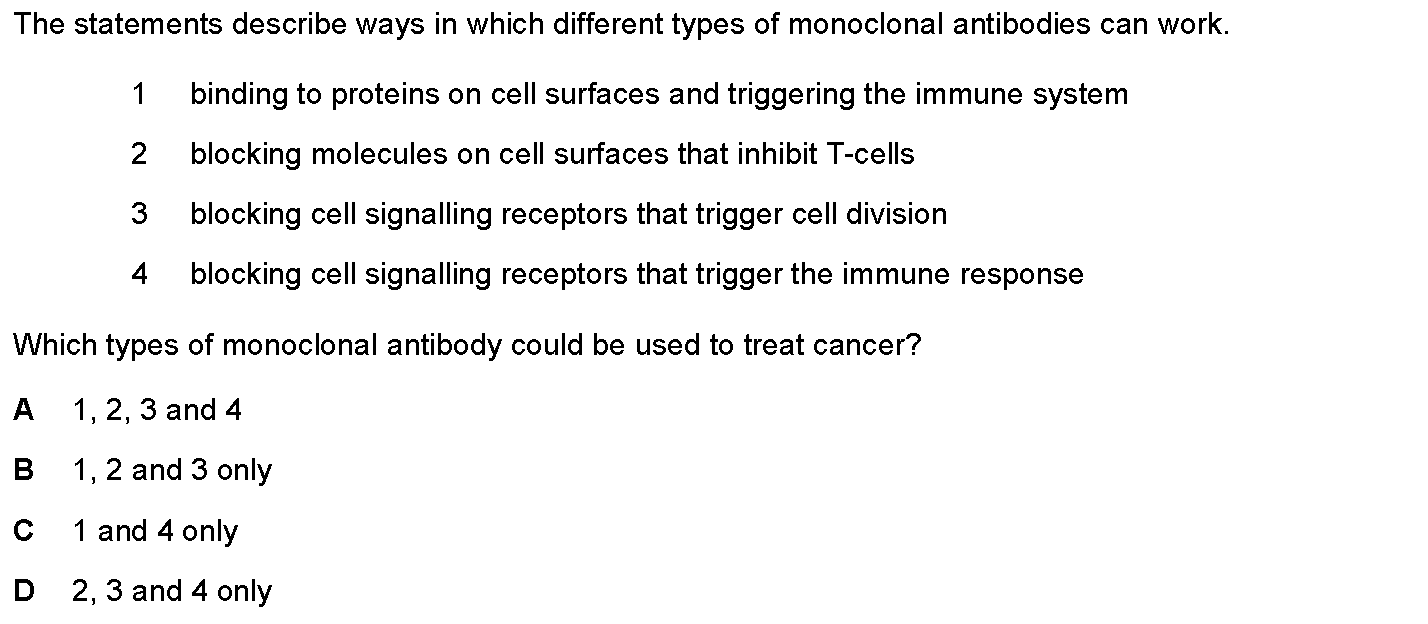 The statements describe ways in which different types of monoclonal antibodies can work.
1 binding to proteins on cell surfaces and triggering the immune system
2 blocking molecules on cell surfaces that inhibit T-cells
3 blocking cell signalling receptors that trigger cell division
4 blocking cell signalling receptors that trigger the immune response
Which types of monoclonal antibody could be used to treat cancer?
A 1, 2, 3 and 4
B 1, 2 and 3 only
C 1 and 4 only
D 2, 3 and 4 only